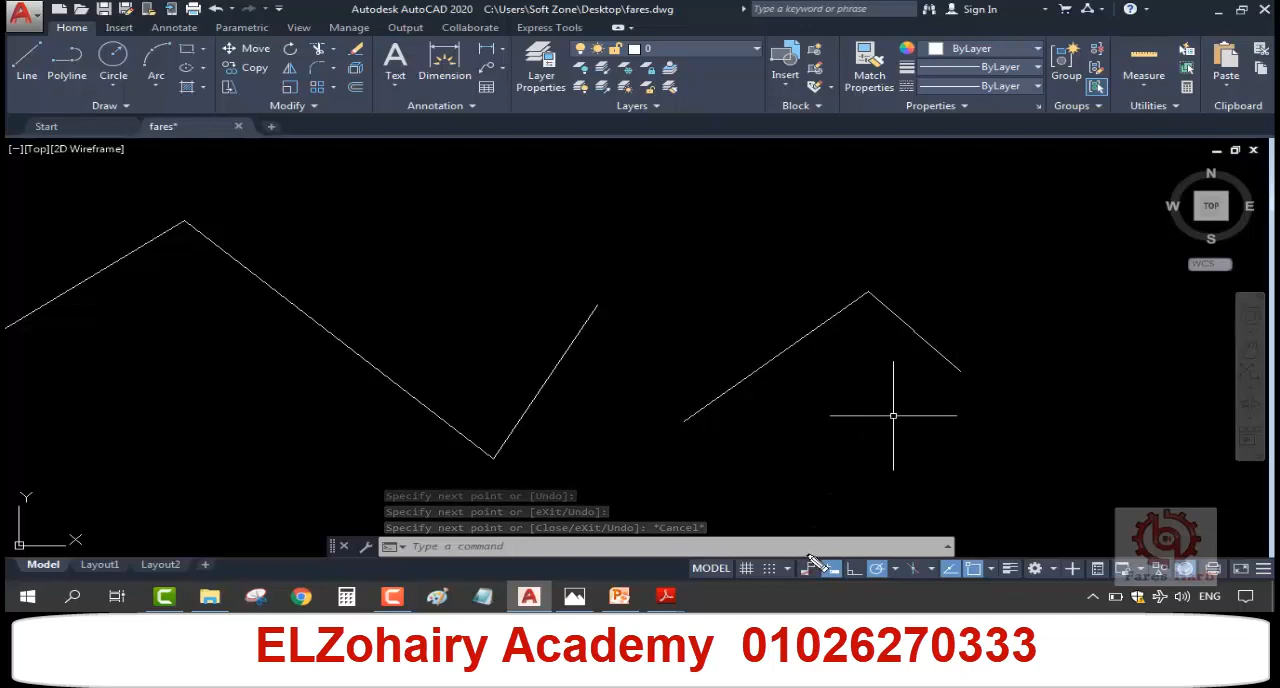 Autodesk AutoCAD 2020 C:\Users\Soft Zone\Desktop\fares.dwg
Type a keyword or phrase
Sign In
Home Insert Annotate Parametric View Manage Output Collaborate Express Tools
Line Polyline Circle Arc
Move
Copy
Text Dimension
Layer Properties
0
Insert
Match Properties
ByLayer
ByLayer
ByLayer
Group
Measure
Paste
Draw Modify Annotation Layers Block Properties Groups Utilities Clipboard
Start fares*
[−][Top][2D Wireframe]
N
W TOP E
S
WCS
Y
X
Specify next point or [Undo]:
Specify next point or [eXit/Undo]:
Specify next point or [Close/eXit/Undo]: *Cancel*
Type a command
Model Layout1 Layout2 +
MODEL
Fares Harb
ENG
ELZohairy Academy 01026270333